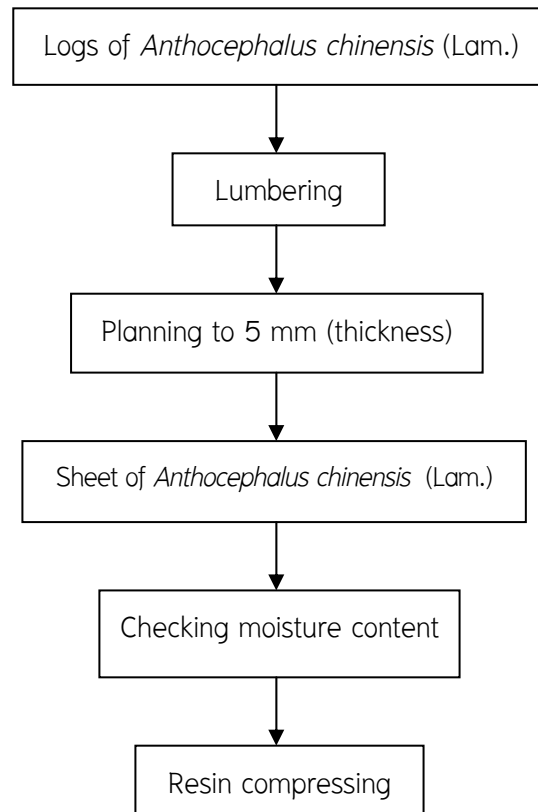 Logs of Anthocephalus chinensis (Lam.)
Lumbering
Planning to 5 mm (thickness)
Sheet of Anthocephalus chinensis (Lam.)
Checking moisture content
Resin compressing